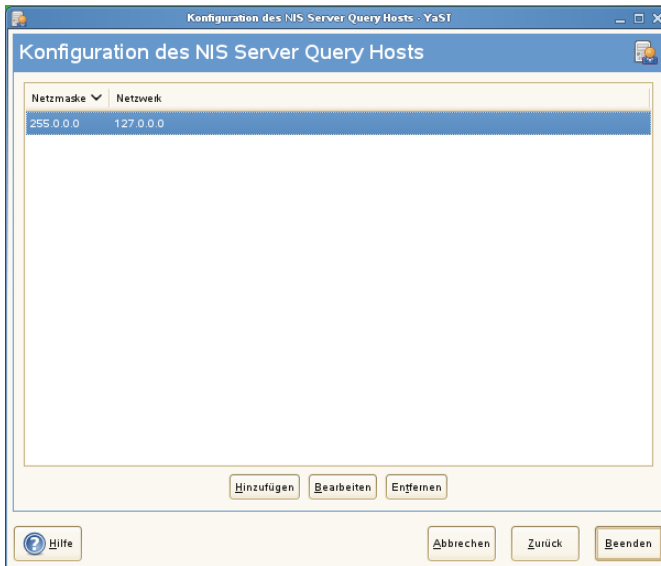 Konfiguration des NIS Server Query Hosts - YaST
Konfiguration des NIS Server Query Hosts
Netzmaske Netzwerk
255.0.0.0 127.0.0.0
Hinzufügen Bearbeiten Entfernen
Hilfe Abbrechen Zurück Beenden